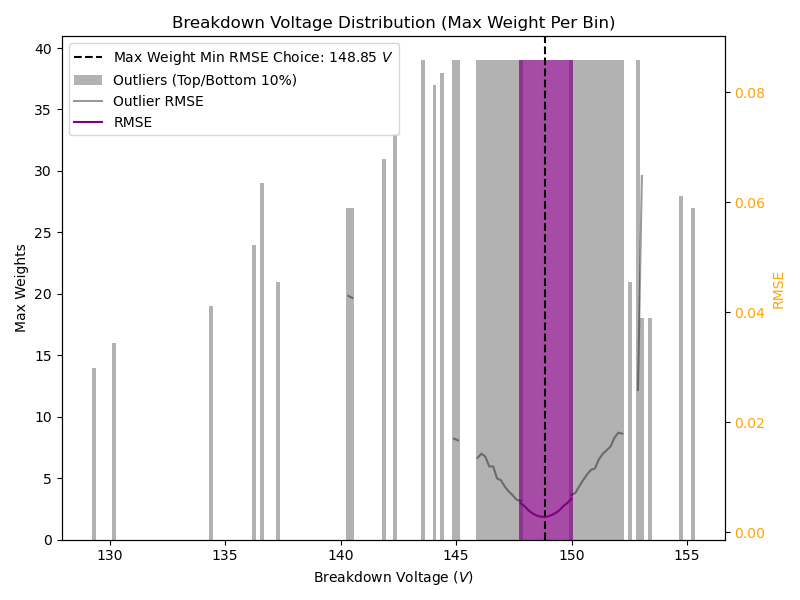 Breakdown Voltage Distribution (Max Weight Per Bin)
Max Weight Min RMSE Choice: 148.85 V
Outliers (Top/Bottom 10%)
Outlier RMSE
RMSE
Max Weights
40
35
30
25
20
15
10
5
0
0.08
0.06
0.04
0.02
0.00
RMSE
130 135 140 145 150 155
Breakdown Voltage (V)